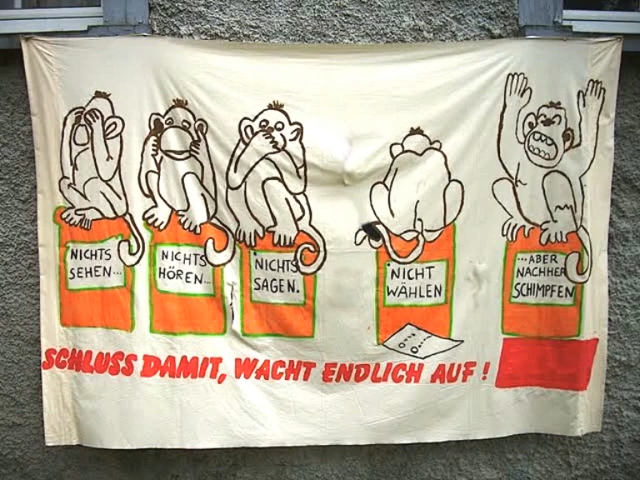 NICHTS
SEHEN...
NICHTS
HÖREN...
NICHTS
SAGEN.
NICHT
WÄHLEN
...ABER
NACHHER
SCHIMPFEN
SCHLUSS DAMIT, WACHT ENDLICH AUF!